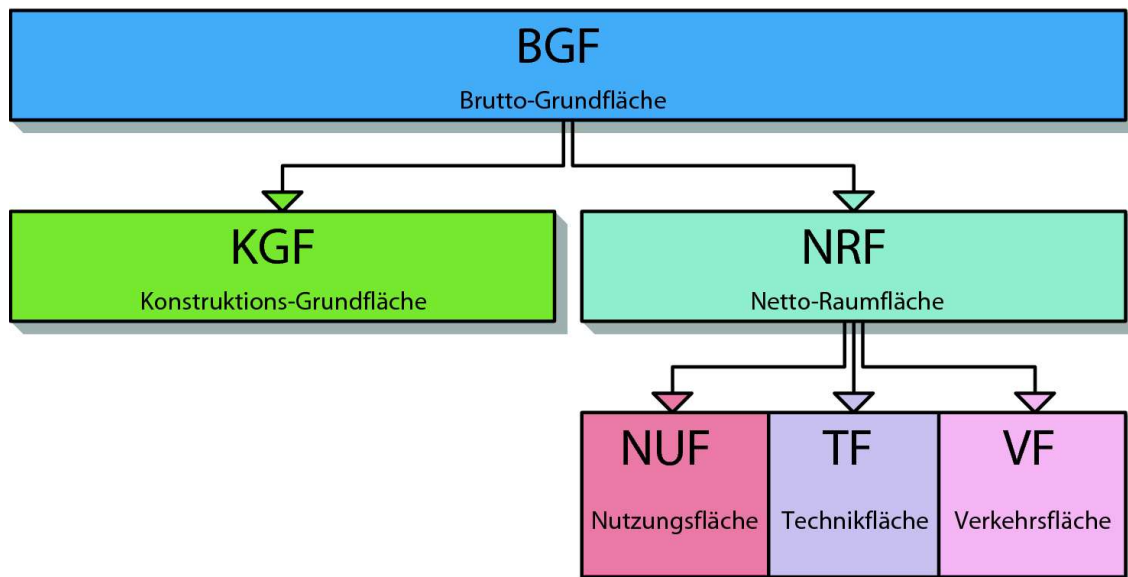 BGF
Brutto-Grundfläche
KGF
Konstruktions-Grundfläche
NRF
Netto-Raumfläche
NUF
Nutzungsfläche
TF
Technikfläche
VF
Verkehrsfläche